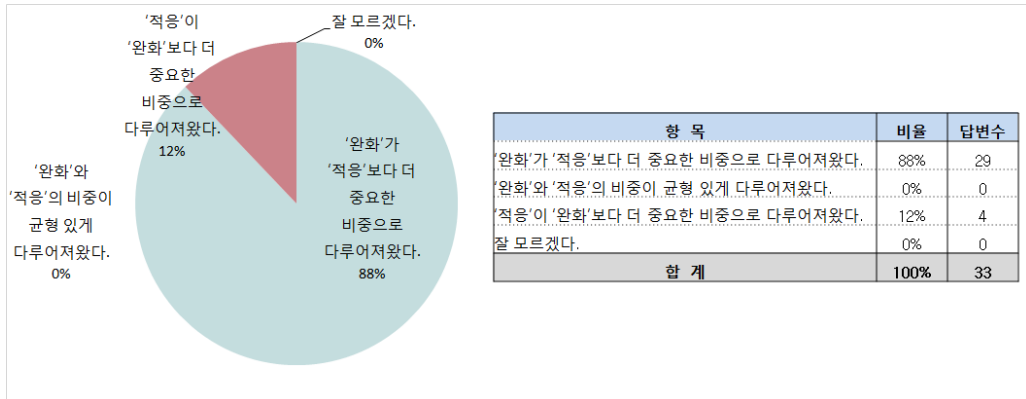 ‘적응’이
‘완화’보다 더
중요한
비중으로
다루어져왔다.
12%
잘 모르겠다.
0%
‘완화’와
‘적응’의 비중이
균형 있게
다루어져왔다.
0%
‘완화’가
‘적응’보다 더
중요한
비중으로
다루어져왔다.
88%
항 목 비율 답변수
‘완화’가 ‘적응’보다 더 중요한 비중으로 다루어져왔다. 88% 29
‘완화’와 ‘적응’의 비중이 균형 있게 다루어져왔다. 0% 0
‘적응’이 ‘완화’보다 더 중요한 비중으로 다루어져왔다. 12% 4
잘 모르겠다. 0% 0
합 계 100% 33